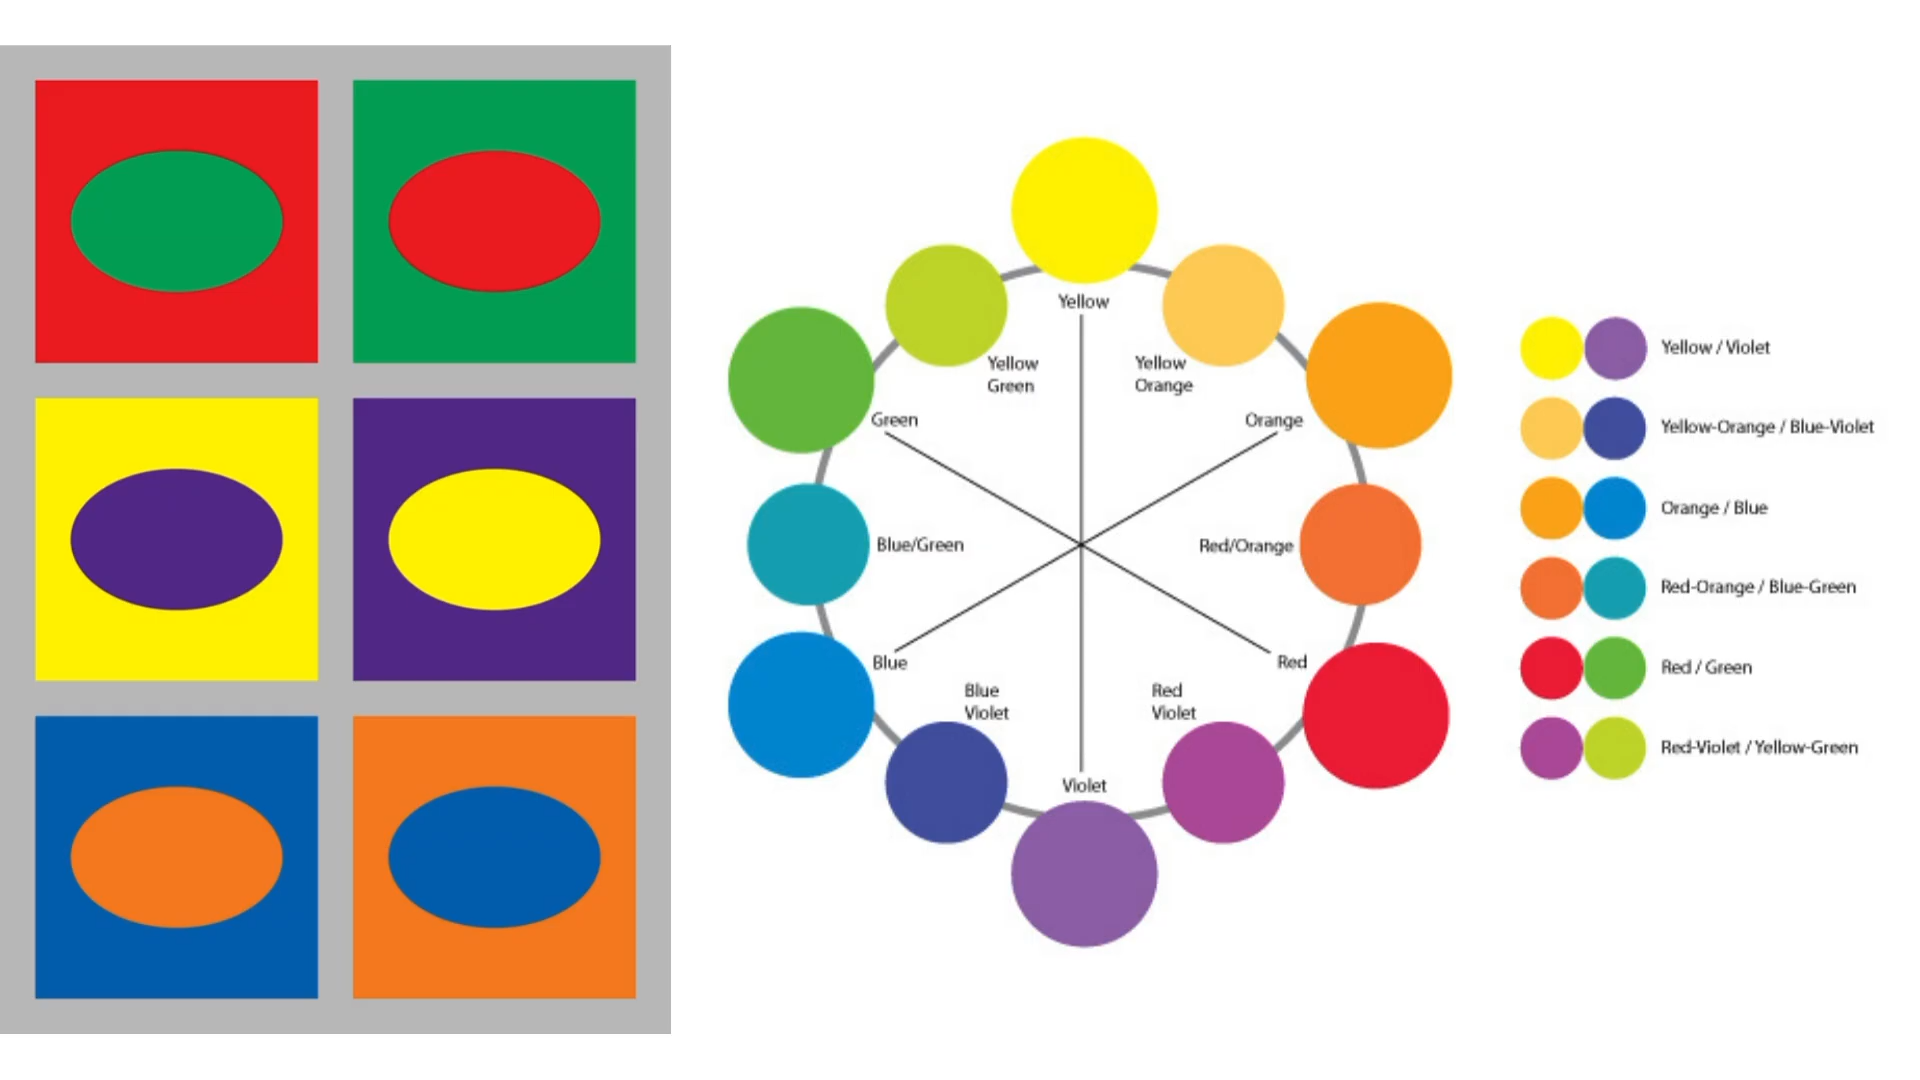 Yellow
Yellow
Green
Yellow
Orange
Green
Orange
Blue/Green
Red/Orange
Blue
Red
Blue
Violet
Red
Violet
Violet
Yellow / Violet
Yellow-Orange / Blue-Violet
Orange / Blue
Red-Orange / Blue-Green
Red / Green
Red-Violet / Yellow-Green